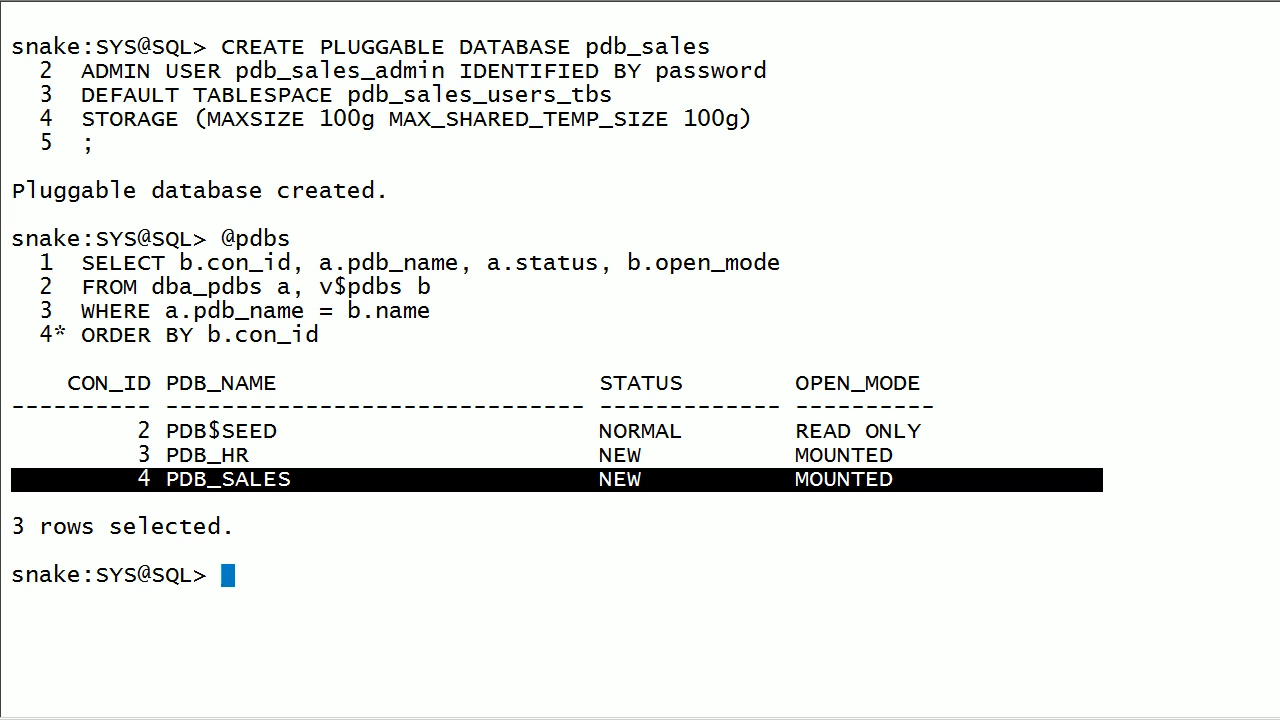 snake:SYS@SQL> CREATE PLUGGABLE DATABASE pdb_sales
  2  ADMIN USER pdb_sales_admin IDENTIFIED BY password
  3  DEFAULT TABLESPACE pdb_sales_users_tbs
  4  STORAGE (MAXSIZE 100g MAX_SHARED_TEMP_SIZE 100g)
  5  ;
Pluggable database created.
snake:SYS@SQL> @pdbs
  1  SELECT b.con_id, a.pdb_name, a.status, b.open_mode
  2  FROM dba_pdbs a, v$pdbs b
  3  WHERE a.pdb_name = b.name
  4* ORDER BY b.con_id
    CON_ID PDB_NAME                       STATUS        OPEN_MODE
---------- ------------------------------ ------------- ----------
         2 PDB$SEED                       NORMAL        READ ONLY
         3 PDB_HR                         NEW           MOUNTED
         4 PDB_SALES                      NEW           MOUNTED
3 rows selected.
snake:SYS@SQL>